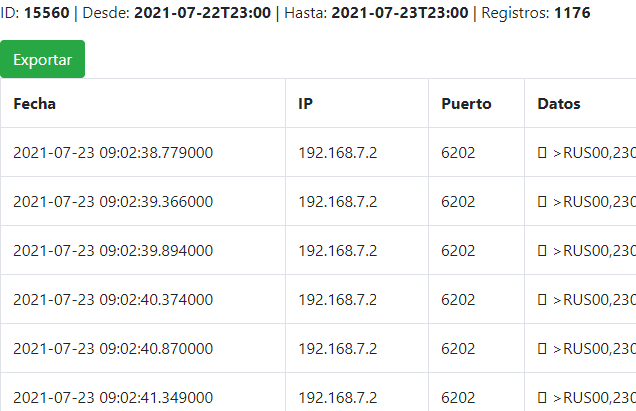 ID: 15560 | Desde: 2021-07-22T23:00 | Hasta: 2021-07-23T23:00 | Registros: 1176
Exportar
Fecha IP Puerto Datos
2021-07-23 09:02:38.779000 192.168.7.2 6202 >RUS00,230
2021-07-23 09:02:39.366000 192.168.7.2 6202 >RUS00,230
2021-07-23 09:02:39.894000 192.168.7.2 6202 >RUS00,230
2021-07-23 09:02:40.374000 192.168.7.2 6202 >RUS00,230
2021-07-23 09:02:40.870000 192.168.7.2 6202 >RUS00,230
2021-07-23 09:02:41.349000 192.168.7.2 6202 >RUS00,230